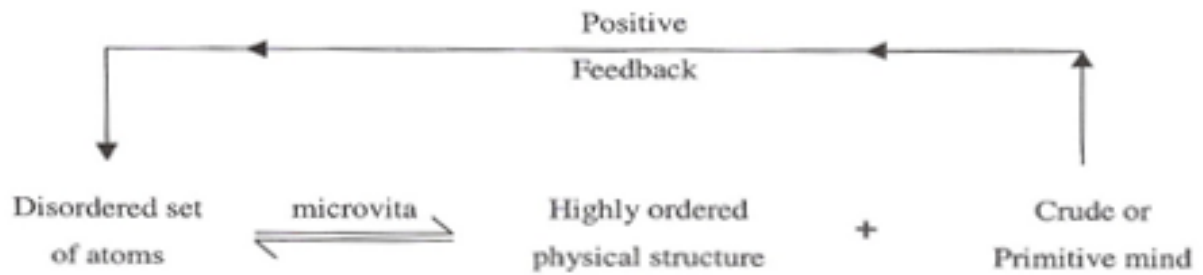 Positive
Feedback
Disordered set
of atoms
microvita
Highly ordered
physical structure
+
Crude or
Primitive mind